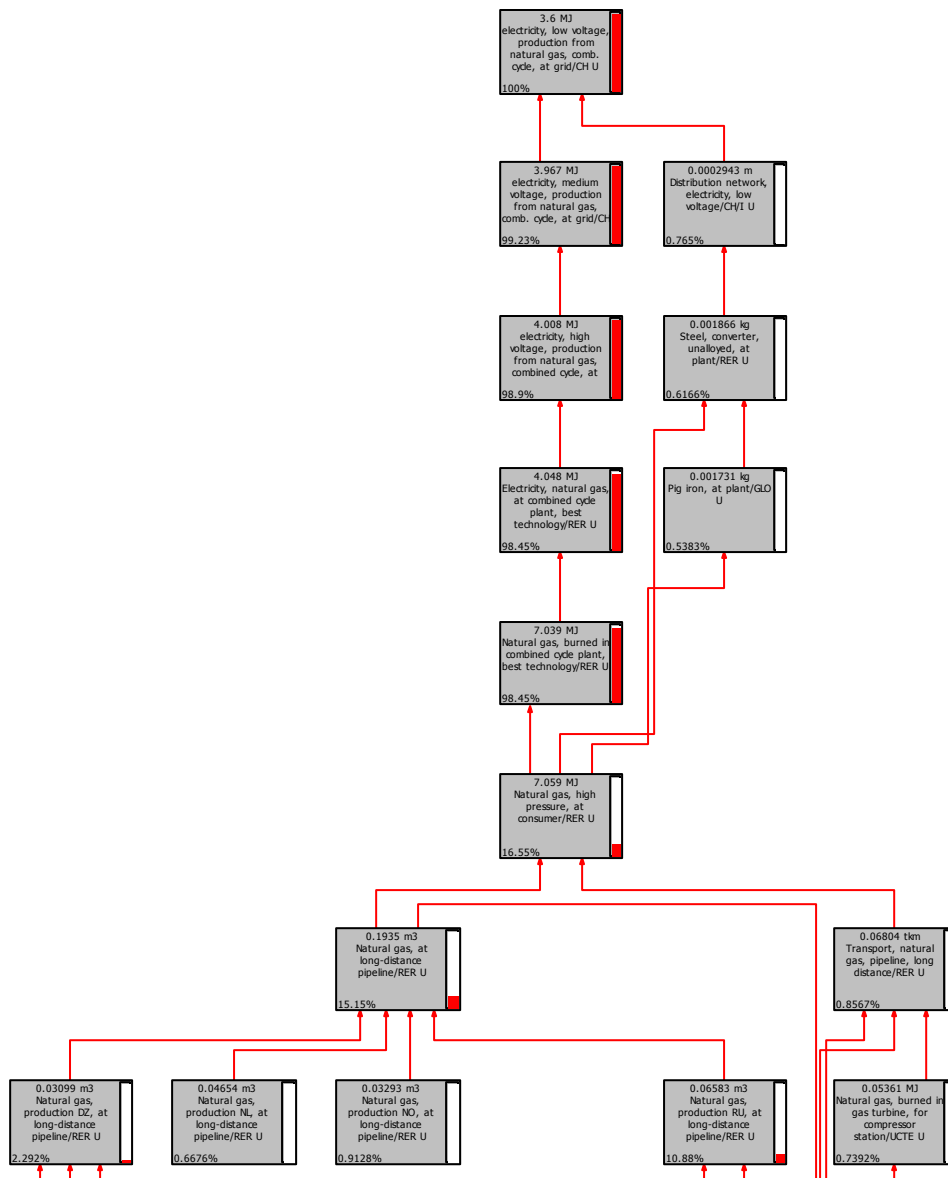 3.6 MJ
electricity, low voltage,
production from
natural gas, comb.
cycle, at grid/CH U
100%
3.967 MJ
electricity, medium
voltage, production
from natural gas,
comb. cycle, at grid/CH
99.23%
0.0002943 m
Distribution network,
electricity, low
voltage/CH/I U
0.765%
4.008 MJ
electricity, high
voltage, production
from natural gas,
combined cycle, at
98.9%
0.001866 kg
Steel, converter,
unalloyed, at
plant/RER U
0.6166%
4.048 MJ
Electricity, natural gas,
at combined cycle
plant, best
technology/RER U
98.45%
0.001731 kg
Pig iron, at plant/GLO
U
0.5383%
7.039 MJ
Natural gas, burned in
combined cycle plant,
best technology/RER U
98.45%
7.059 MJ
Natural gas, high
pressure, at
consumer/RER U
16.55%
0.1935 m3
Natural gas, at
long-distance
pipeline/RER U
15.15%
0.06804 tkm
Transport, natural
gas, pipeline, long
distance/RER U
0.8567%
0.03099 m3
Natural gas,
production DZ, at
long-distance
pipeline/RER U
2.292%
0.04654 m3
Natural gas,
production NL, at
long-distance
pipeline/RER U
0.6676%
0.03293 m3
Natural gas,
production NO, at
long-distance
pipeline/RER U
0.9128%
0.06583 m3
Natural gas,
production RU, at
long-distance
pipeline/RER U
10.88%
0.05361 MJ
Natural gas, burned in
gas turbine, for
compressor
station/UCTE U
0.7392%